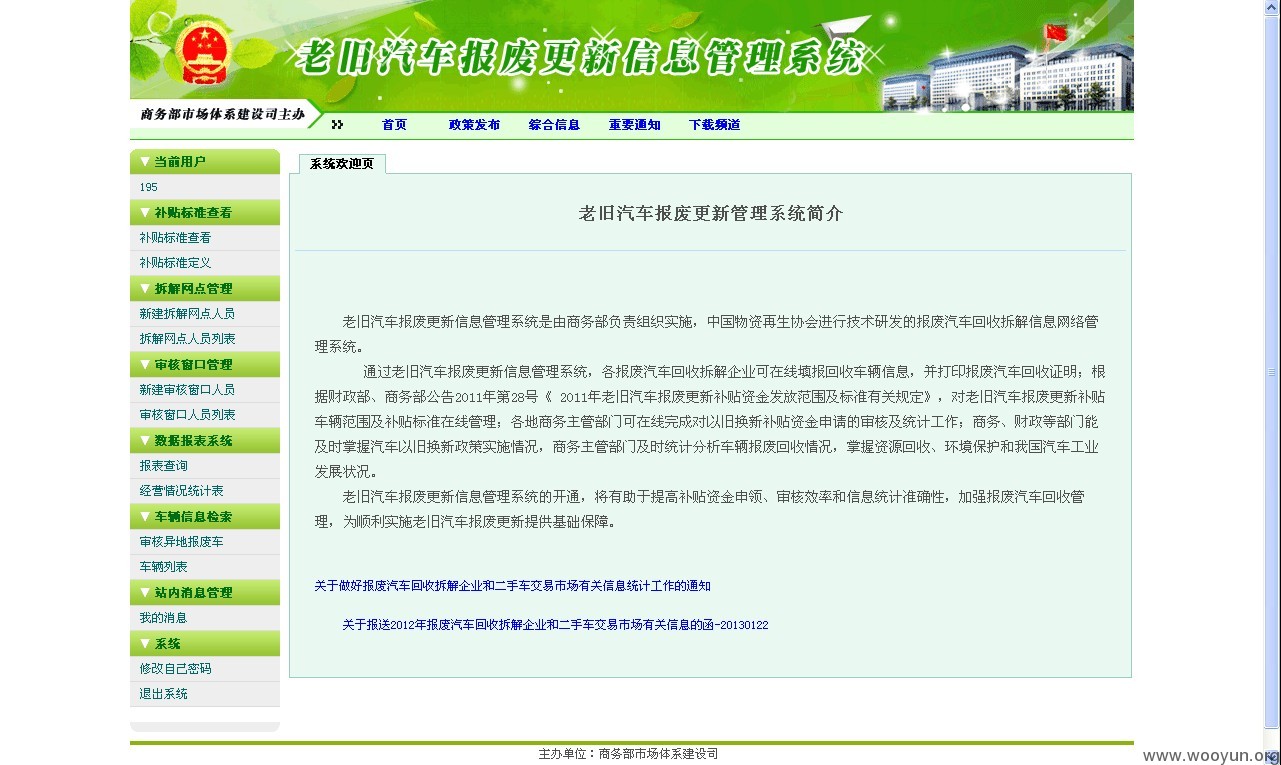 老旧汽车报废更新信息管理系统
商务部市场体系建设司主办
首页 政策发布 综合信息 重要通知 下载频道
当前用户
195
补贴标准查看
补贴标准查看
补贴标准定义
拆解网点管理
新建拆解网点人员
拆解网点人员列表
审核窗口管理
新建审核窗口人员
审核窗口人员列表
数据报表系统
报表查询
经营情况统计表
车辆信息检索
审核异地报废车
车辆列表
站内消息管理
我的消息
系统
修改自己密码
退出系统
系统欢迎页
老旧汽车报废更新管理系统简介
老旧汽车报废更新信息管理系统是由商务部负责组织实施，中国物资再生协会进行技术研发的报废汽车回收拆解信息网络管
理系统。
通过老旧汽车报废更新信息管理系统，各报废汽车回收拆解企业可在线填报回收车辆信息，并打印报废汽车回收证明；根
据财政部、商务部公告2011年第28号《 2011年老旧汽车报废更新补贴资金发放范围及标准有关规定》，对老旧汽车报废更新补贴
车辆范围及补贴标准在线管理；各地商务主管部门可在线完成对以旧换新补贴资金申请的审核及统计工作；商务、财政等部门能
及时掌握汽车以旧换新政策实施情况，商务主管部门及时统计分析车辆报废回收情况，掌握资源回收、环境保护和我国汽车工业
发展状况。
老旧汽车报废更新信息管理系统的开通，将有助于提高补贴资金申领、审核效率和信息统计准确性，加强报废汽车回收管
理，为顺利实施老旧汽车报废更新提供基础保障。
关于做好报废汽车回收拆解企业和二手车交易市场有关信息统计工作的通知
关于报送2012年报废汽车回收拆解企业和二手车交易市场有关信息的函-20130122
主办单位：商务部市场体系建设司
www.wooyun.org